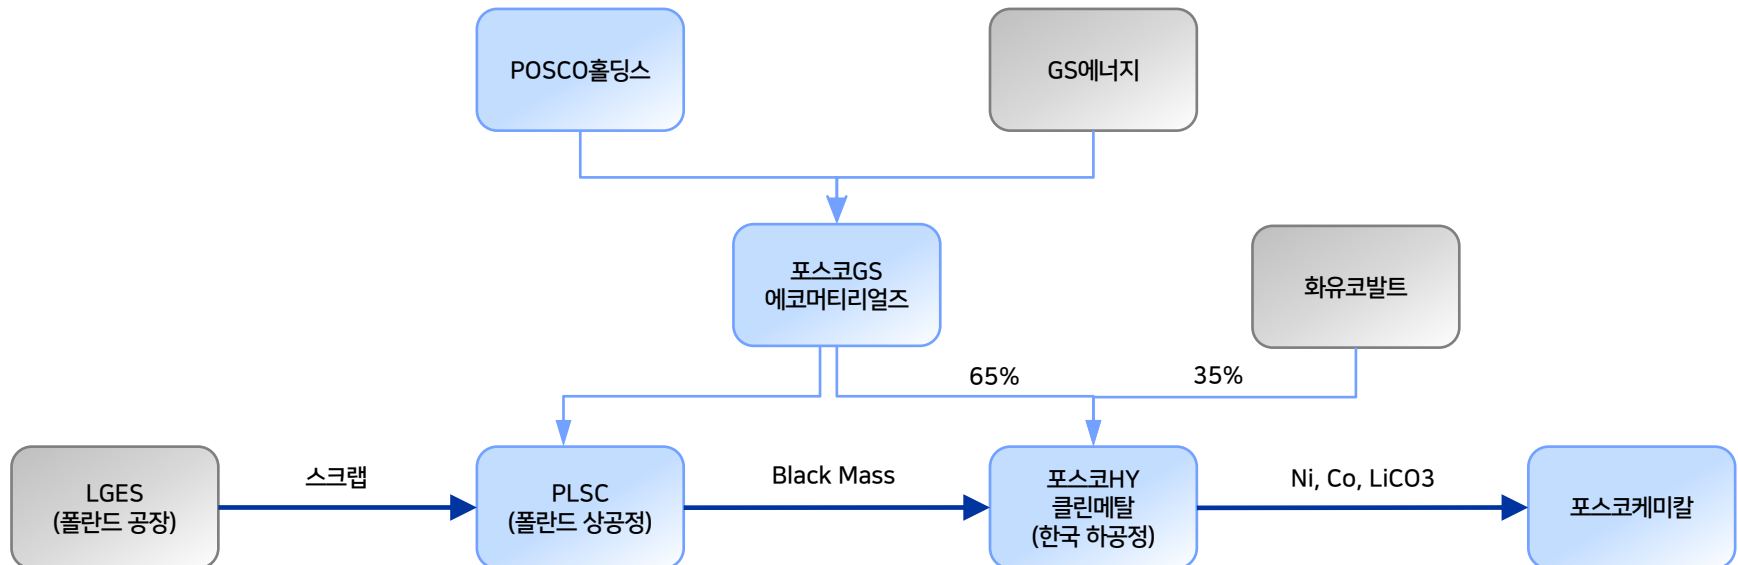 POSCO홀딩스
GS에너지
포스코GS
에코머티리얼즈
화유코발트
65%
35%
LGES
(폴란드 공장)
스크랩
PLSC
(폴란드 상공정)
Black Mass
포스코HY
클린메탈
(한국 하공정)
Ni, Co, LiCO3
포스코케미칼